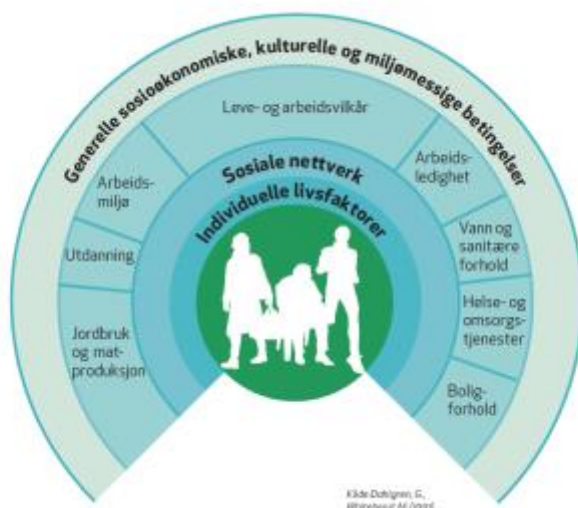 Generelle sosioøkonomiske, kulturelle og miljømessige betingelser
Leve- og arbeidsvilkår
Arbeids-
miljø
Utdanning
Jordbruk
og mat-
produksjon
Arbeids-
ledighet
Vann og
sanitære
forhold
Helse- og
omsorgs-
tjenester
Bolig-
forhold
Sosiale nettverk
Individuelle livsfaktorer
Kilde: Dahlgren, G.,